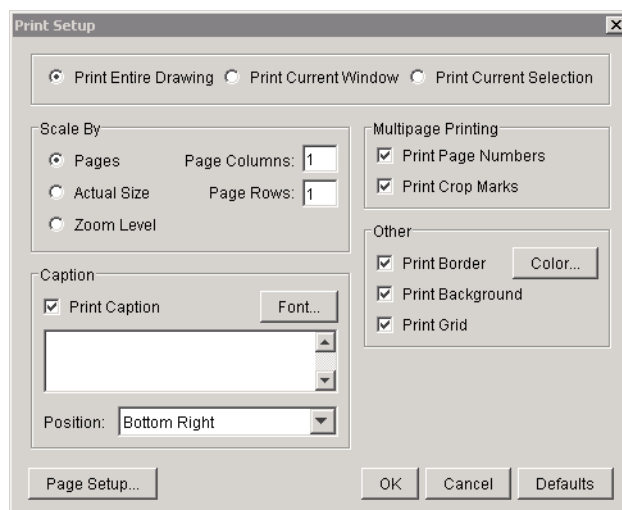 Print Setup
Print Entire Drawing Print Current Window Print Current Selection
Scale By
Pages Page Columns: 1
Actual Size Page Rows: 1
Zoom Level
Multipage Printing
Print Page Numbers
Print Crop Marks
Other
Print Border Color...
Print Background
Print Grid
Caption
Print Caption Font...
Position: Bottom Right
Page Setup... OK Cancel Defaults